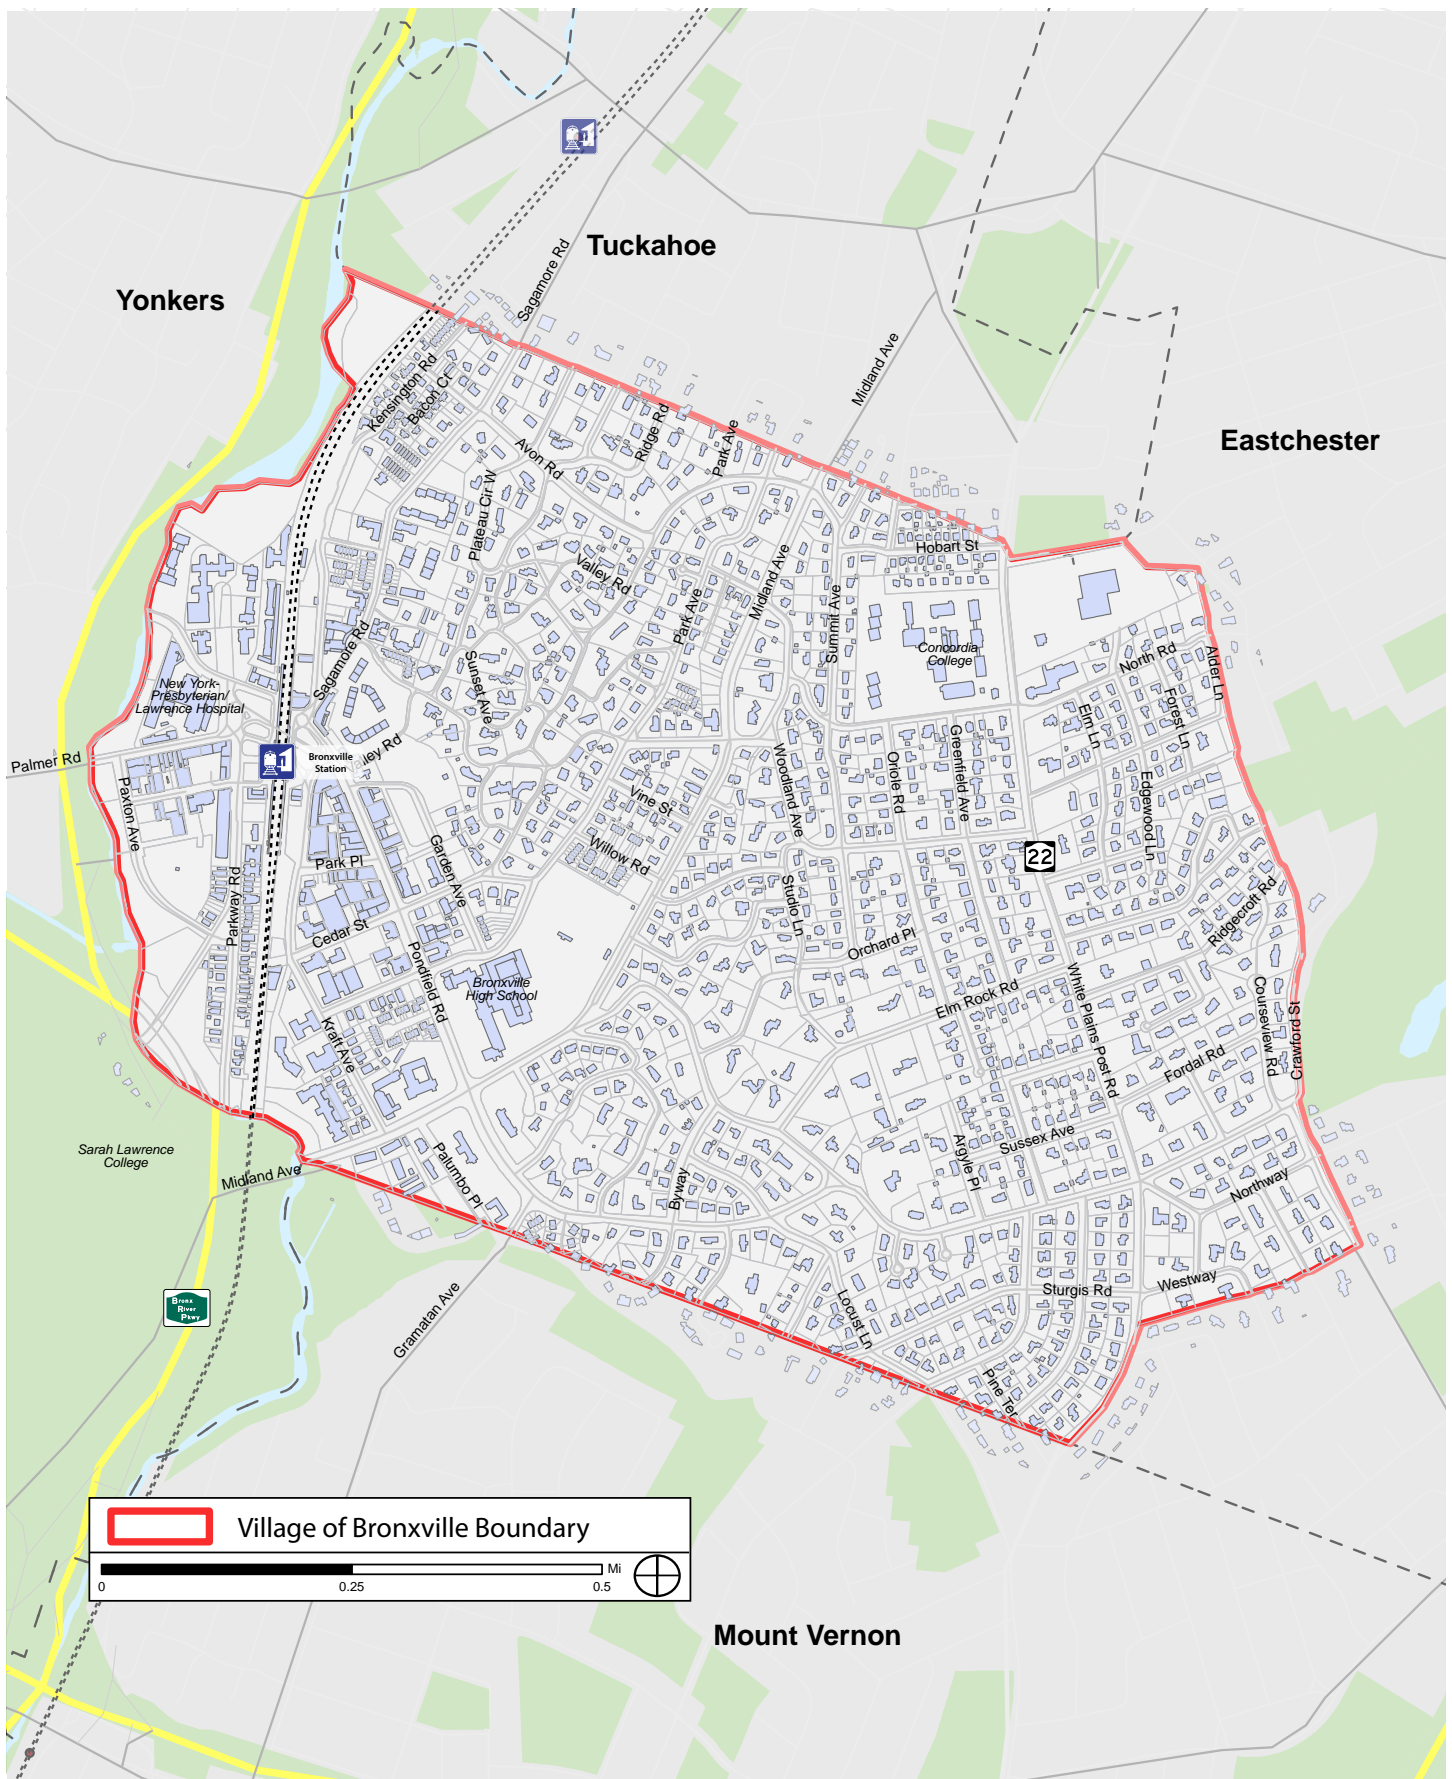 Tuckahoe
Yonkers
Sagamore Rd
Midland Ave
Eastchester
Kensington Rd
Bacon Ct
Ridge Rd
Park Ave
Avon Rd
Plateau Cir W
Hobart St
Valley Rd
Midland Ave
Park Ave
Summit Ave
Sagamore Rd
Sunset Ave
Concordia
College
North Rd
Alder Ln
New York-
Presbyterian/
Lawrence Hospital
Elm Ln
Forest Ln
Palmer Rd
Bronxville
Station
lley Rd
Woodland Ave
Oriole Rd
Greenfield Ave
Paxton Ave
Vine St
Edgewood Ln
Park Pl
Garden Ave
Willow Rd
22
Parkway Rd
Studio Ln
Ridgecroft Rd
Cedar St
Orchard Pl
Pondfield Rd
Bronxville
High School
Elm Rock Rd
White Plains Post Rd
Courseview Rd
Crawford St
Kraft Ave
Fordal Rd
Sarah Lawrence
College
Midland Ave
Palumbo Pl
Byway
Argyle Pl
Sussex Ave
Northway
Westway
Sturgis Rd
Bronx
River
Pkwy
Gramatan Ave
Locust Ln
Pine Ter
Village of Bronxville Boundary
Mi
0 0.25 0.5
Mount Vernon